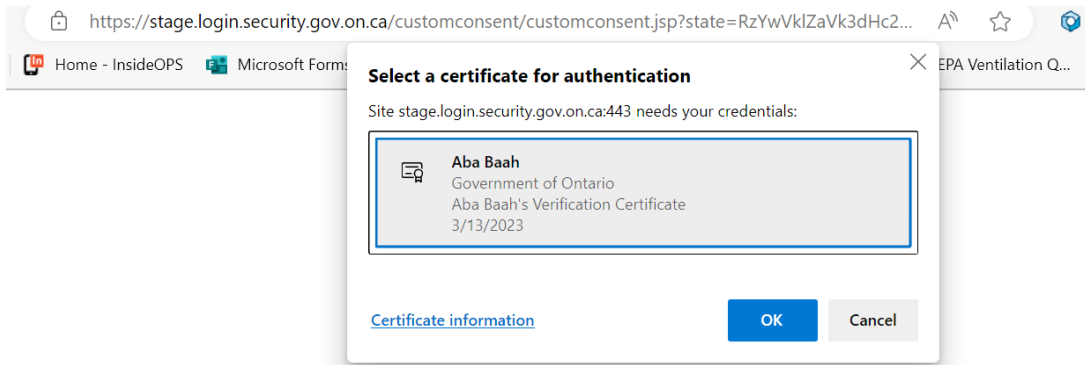 https://stage.login.security.gov.on.ca/customconsent/customconsent.jsp?state=RzYwVklZaVk3dHc2...
Home - InsideOPS Microsoft Forms EPA Ventilation Q...
Select a certificate for authentication
Site stage.login.security.gov.on.ca:443 needs your credentials:
Aba Baah
Government of Ontario
Aba Baah's Verification Certificate
3/13/2023
Certificate information OK Cancel